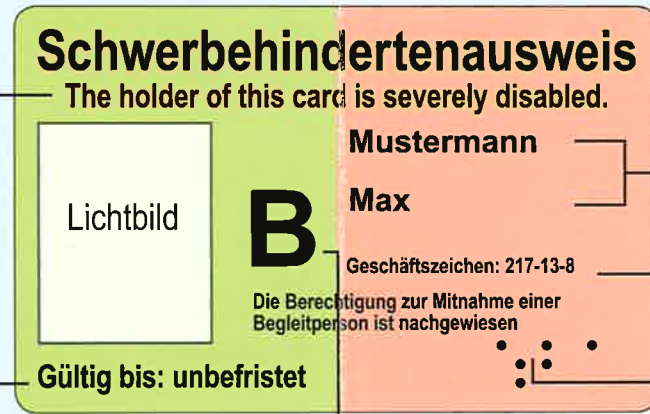 Schwerbehindertenausweis
The holder of this card is severely disabled.
Mustermann
Lichtbild
B
Max
Geschäftszeichen: 217-13-8
Die Berechtigung zur Mitnahme einer
Begleitperson ist nachgewiesen
Gültig bis: unbefristet